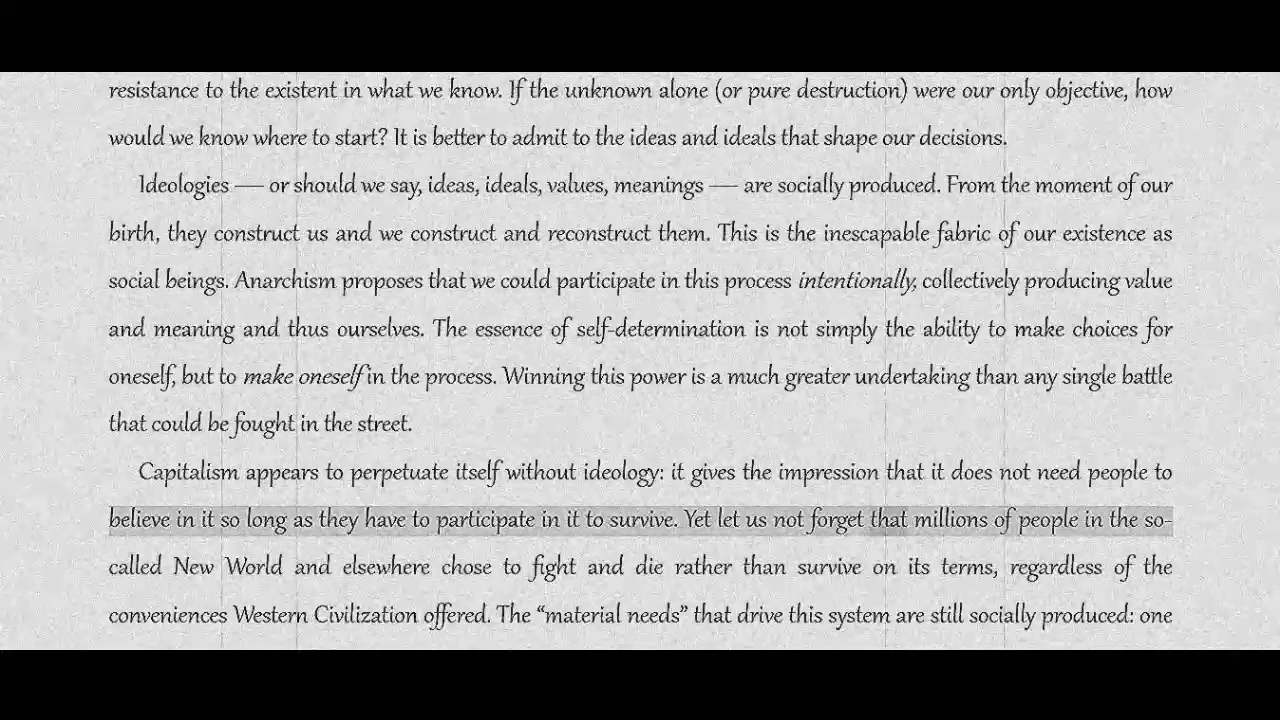 resistance to the existent in what we know. If the unknown alone (or pure destruction) were our only objective, how
would we know where to start? It is better to admit to the ideas and ideals that shape our decisions.
Ideologies — or should we say, ideas, ideals, values, meanings — are socially produced. From the moment of our
birth, they construct us and we construct and reconstruct them. This is the inescapable fabric of our existence as
social beings. Anarchism proposes that we could participate in this process intentionally, collectively producing value
and meaning and thus ourselves. The essence of self-determination is not simply the ability to make choices for
oneself, but to make oneself in the process. Winning this power is a much greater undertaking than any single battle
that could be fought in the street.
Capitalism appears to perpetuate itself without ideology: it gives the impression that it does not need people to
believe in it so long as they have to participate in it to survive. Yet let us not forget that millions of people in the so-
called New World and elsewhere chose to fight and die rather than survive on its terms, regardless of the
conveniences Western Civilization offered. The “material needs” that drive this system are still socially produced: one